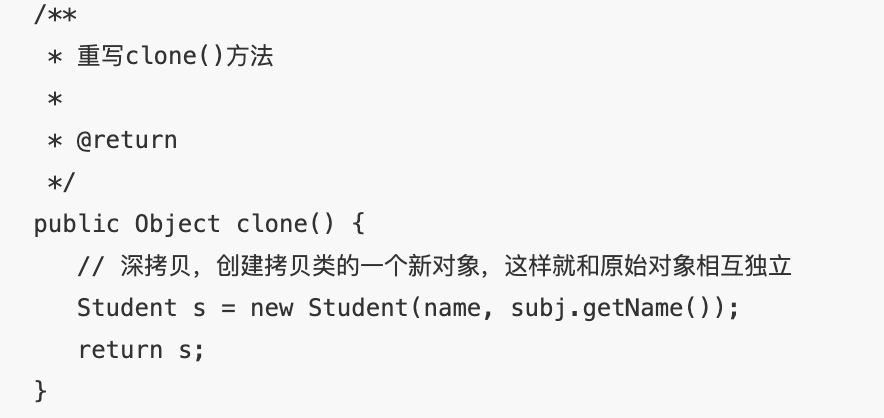 /**
 * 重写clone()方法
 *
 * @return
 */
public Object clone() {
   // 深拷贝，创建拷贝类的一个新对象，这样就和原始对象相互独立
   Student s = new Student(name, subj.getName());
   return s;
}